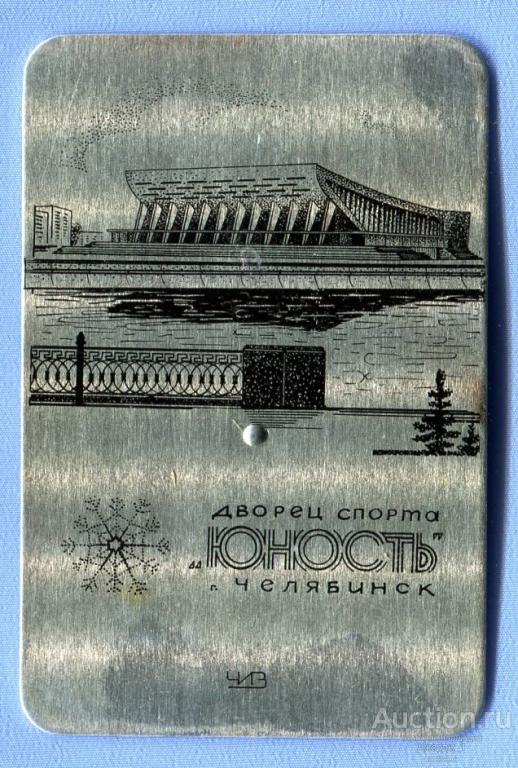 ДВОРЕЦ СПОРТА
„ЮНОСТЬ"
г. ЧЕЛЯБИНСК
ЧИЗ
Auction.ru